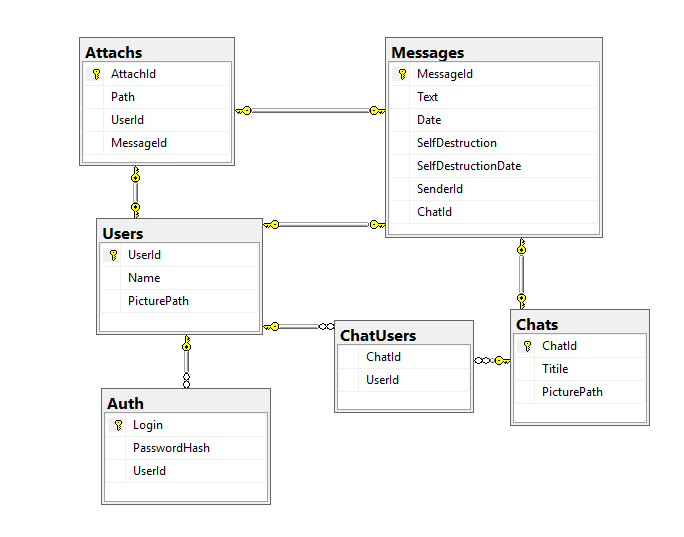 Attachs
AttachId
Path
UserId
MessageId
Messages
MessageId
Text
Date
SelfDestruction
SelfDestructionDate
SenderId
ChatId
Users
UserId
Name
PicturePath
ChatUsers
ChatId
UserId
Chats
ChatId
Titile
PicturePath
Auth
Login
PasswordHash
UserId